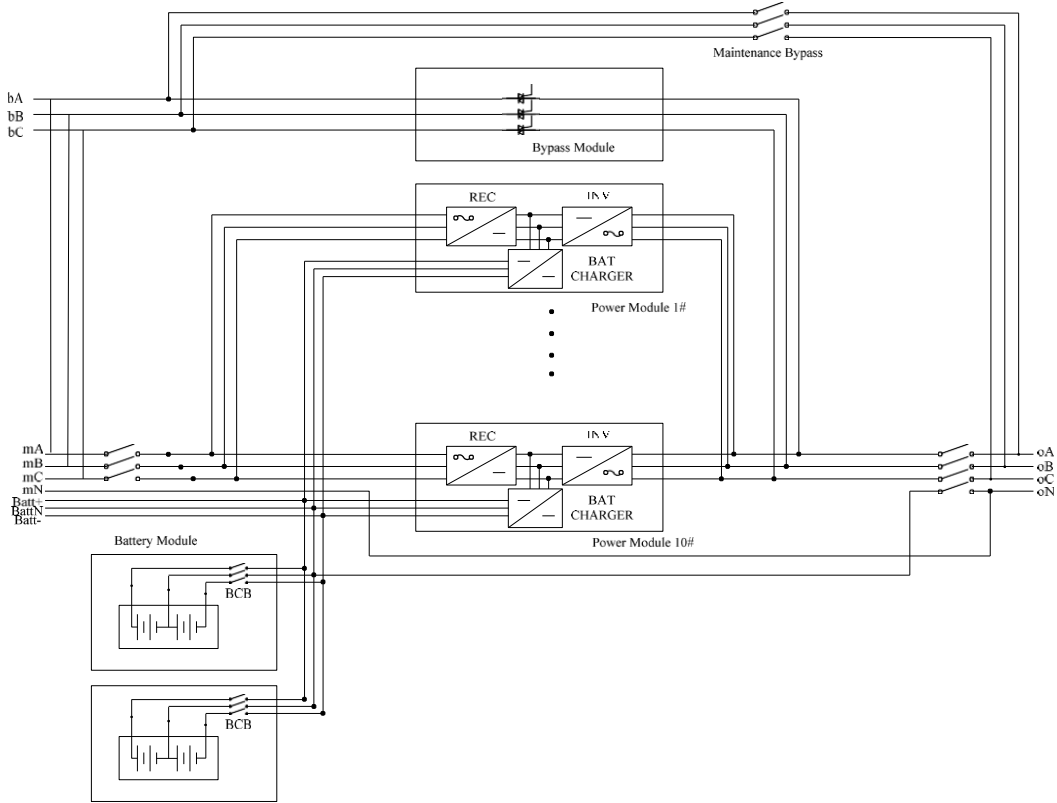 Maintenance Bypass
bA
bB
bC
Bypass Module
REC
INV
BAT
CHARGER
Power Module 1#
mA
mB
mC
mN
Batt+
BattN
Batt-
REC
INV
BAT
CHARGER
Power Module 10#
oA
oB
oC
oN
Battery Module
BCB
BCB